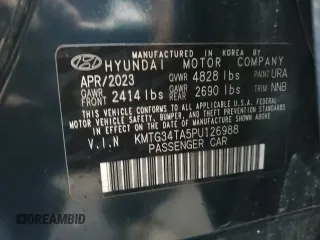 MANUFACTURED IN KOREA BY
HYUNDAI MOTOR COMPANY
APR/2023 GVWR 4828 lbs PAINT URA
GAWR FRONT 2414 lbs GAWR REAR 2690 lbs TRIM NNB
THIS VEHICLE CONFORMS TO ALL APPLICABLE
U.S. FEDERAL MOTOR VEHICLE SAFETY, BUMPER,
AND THEFT PREVENTION STANDARDS IN EFFECT ON
THE DATE OF MANUFACTURE SHOWN ABOVE.
V.I.N KMTG34TA5PU126988
PASSENGER CAR
DREAMBID